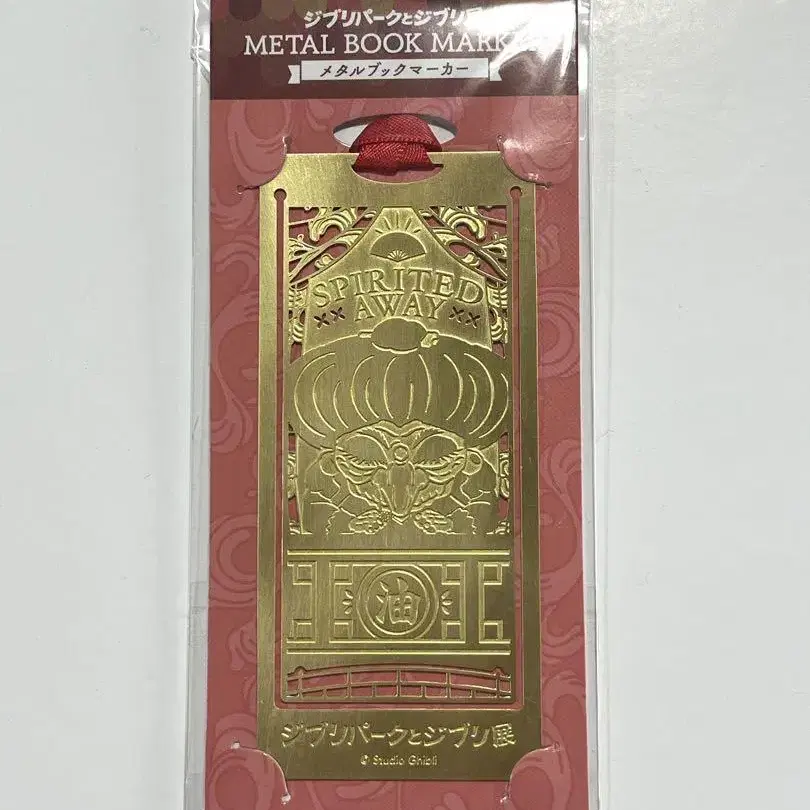 ジブリパークとジブリ展
METAL BOOK MARKER
メタルブックマーカー
SPIRITED
AWAY
油
ジブリパークとジブリ展
© Studio Ghibli